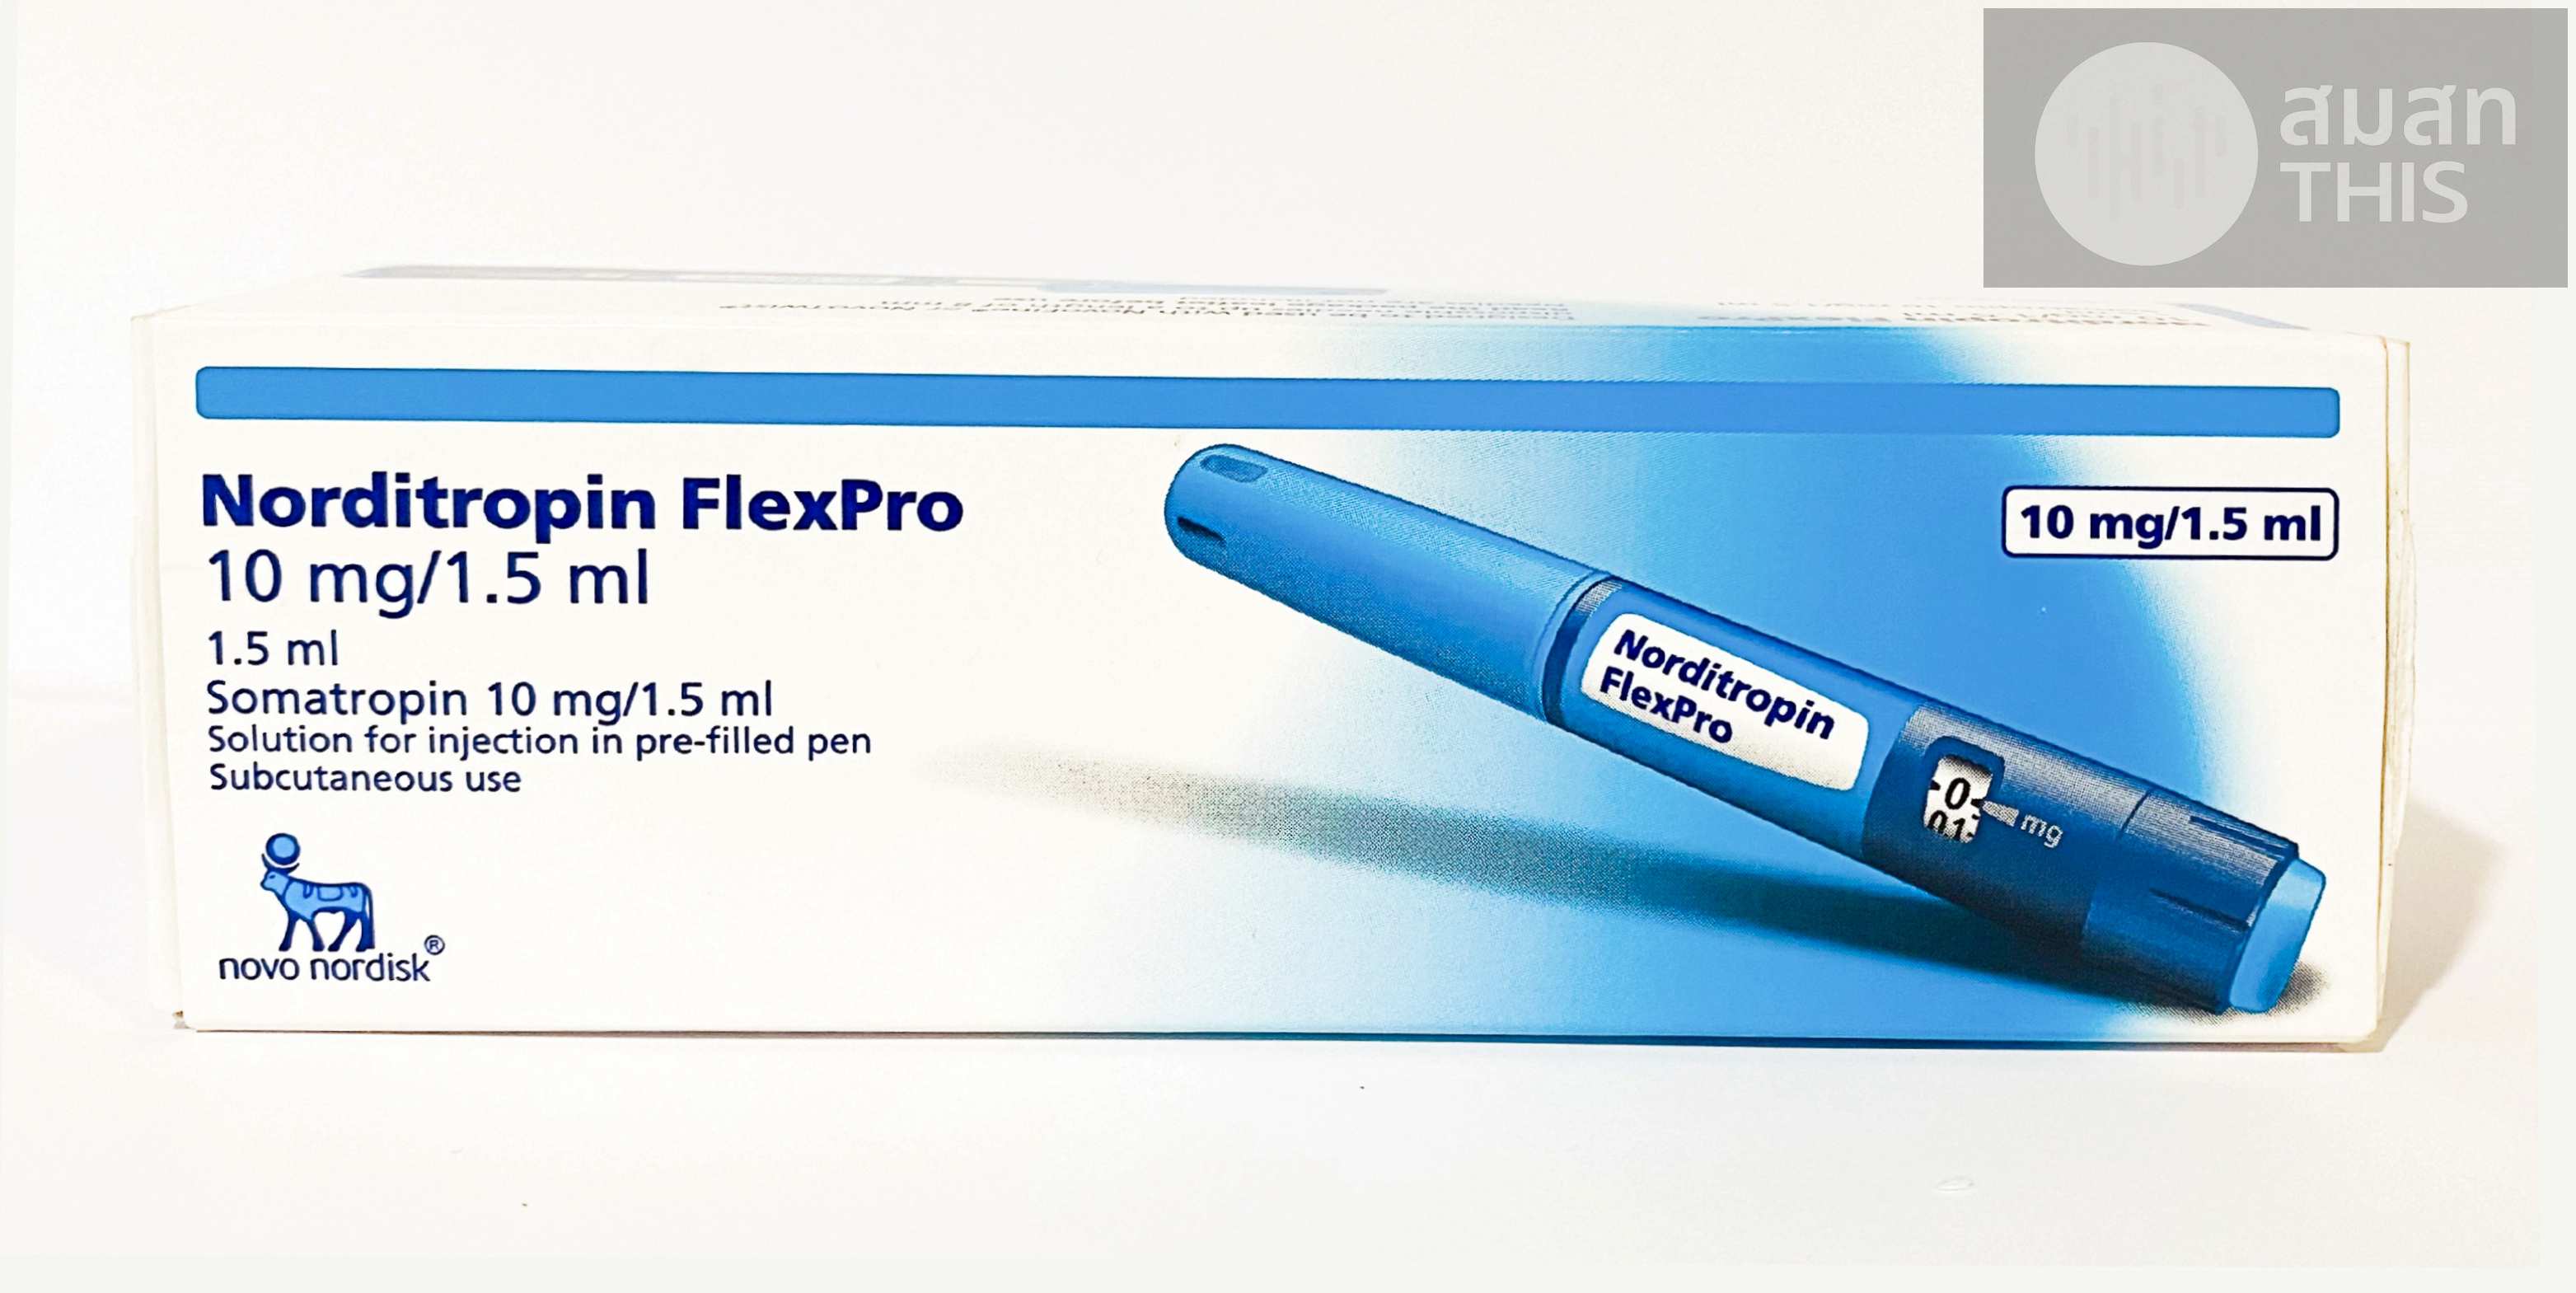 สมสท
THIS
Norditropin FlexPro
10 mg/1.5 ml
1.5 ml
Somatropin 10 mg/1.5 ml
Solution for injection in pre-filled pen
Subcutaneous use
novo nordisk®
10 mg/1.5 ml
Norditropin
FlexPro
0
0.1
mg